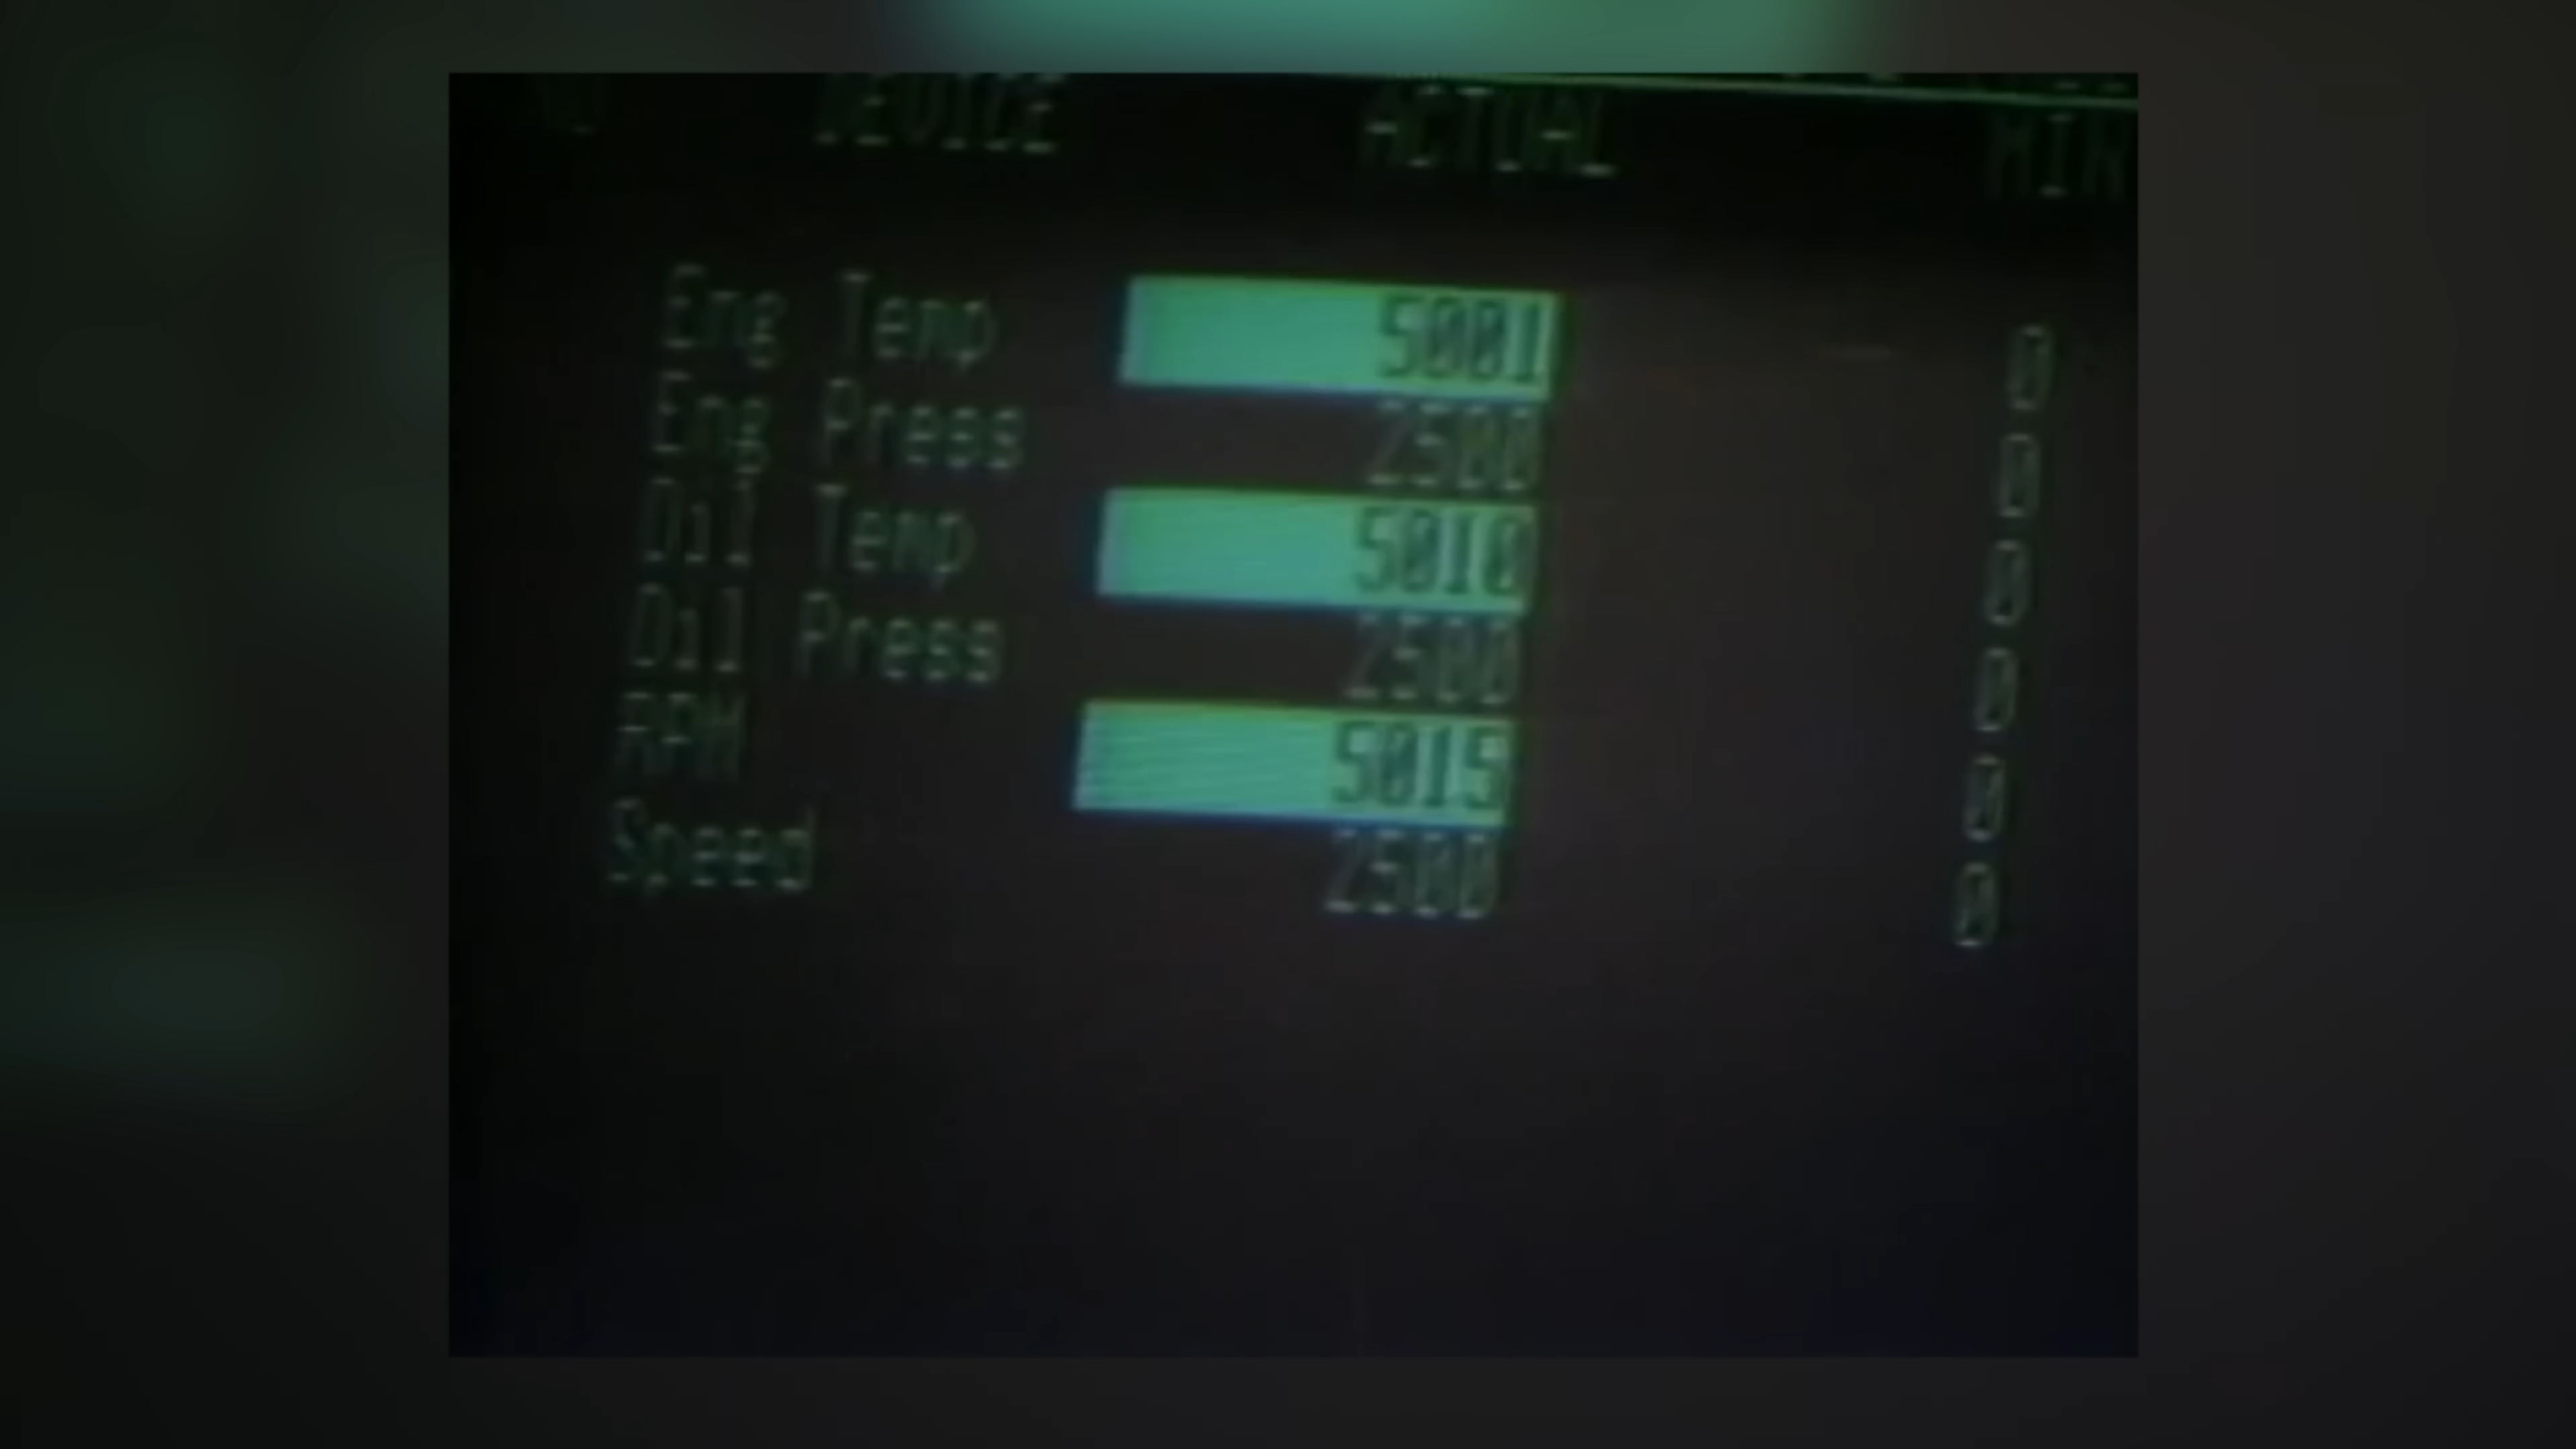 DEVICE ACTUAL MIN
Eng Temp 5001 0
Eng Press 2500 0
Oil Temp 5010 0
Oil Press 2500 0
RPM 5015 0
Speed 2500 0